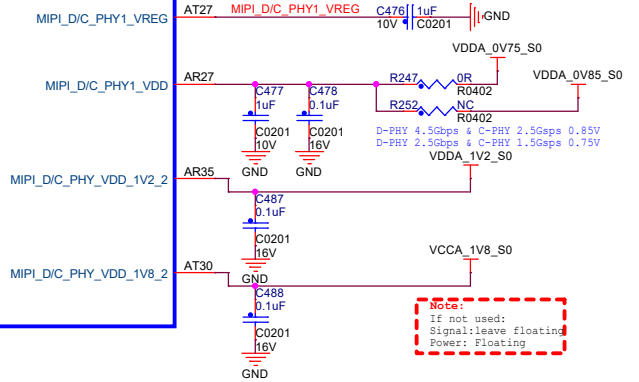 MIPI_D/C_PHY1_VREG
AT27
MIPI_D/C_PHY1_VREG
C476
1uF
10V
C0201
GND
VDDA_0V75_S0
MIPI_D/C_PHY1_VDD
AR27
R247
0R
R0402
VDDA_0V85_S0
C477
1uF
C0201
10V
GND
C478
0.1uF
C0201
16V
GND
R252
NC
R0402
D-PHY 4.5Gbps & C-PHY 2.5Gsps 0.85V
D-PHY 2.5Gbps & C-PHY 1.5Gsps 0.75V
VDDA_1V2_S0
MIPI_D/C_PHY_VDD_1V2_2
AR35
C487
0.1uF
C0201
16V
GND
VCCA_1V8_S0
MIPI_D/C_PHY_VDD_1V8_2
AT30
C488
0.1uF
C0201
16V
GND
Note:
If not used:
Signal:leave floating
Power: Floating